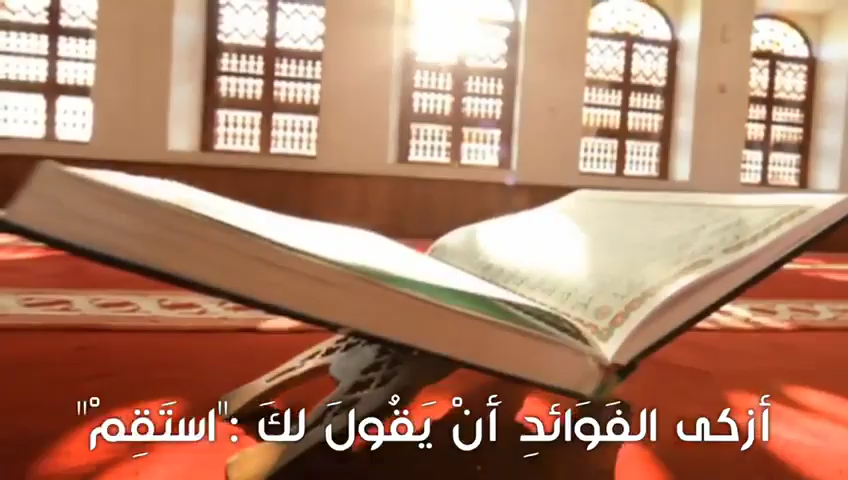 أزكى الفَوَائدِ أنْ يَقُولَ لكَ :"استَقِمْ"